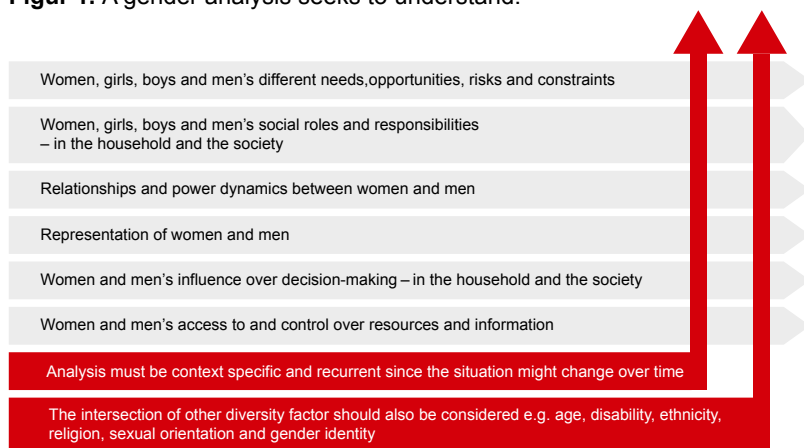 Figur 1. A gender analysis seeks to understand:
Women, girls, boys and men's different needs,opportunities, risks and constraints
Women, girls, boys and men's social roles and responsibilities
– in the household and the society
Relationships and power dynamics between women and men
Representation of women and men
Women and men's influence over decision-making – in the household and the society
Women and men's access to and control over resources and information
Analysis must be context specific and recurrent since the situation might change over time
The intersection of other diversity factor should also be considered e.g. age, disability, ethnicity,
religion, sexual orientation and gender identity